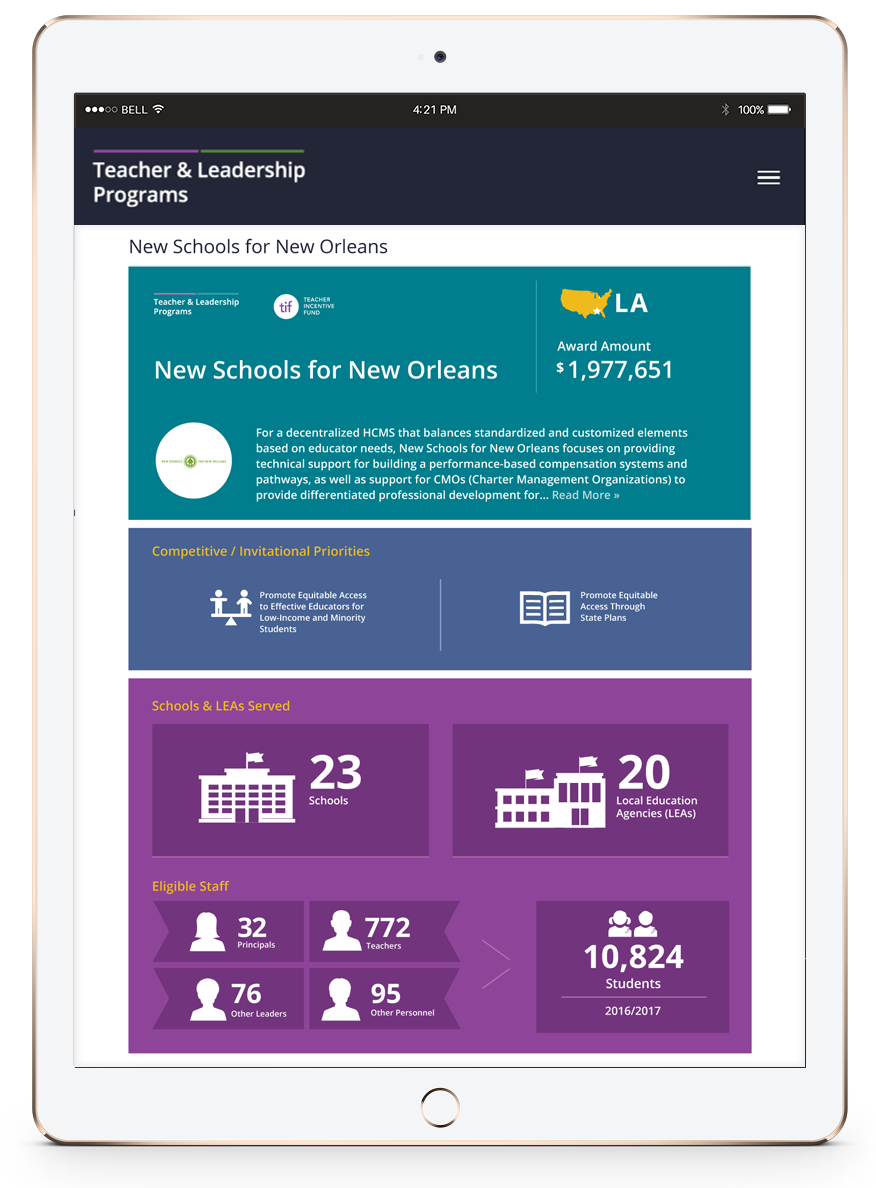 BELL
4:21 PM
100%
Teacher & Leadership
Programs
New Schools for New Orleans
Teacher & Leadership
Programs
tif
TEACHER
INCENTIVE
FUND
LA
Award Amount
$1,977,651
New Schools for New Orleans
NEW SCHOOLS FOR NEW ORLEANS
For a decentralized HCMS that balances standardized and customized elements
based on educator needs, New Schools for New Orleans focuses on providing
technical support for building a performance-based compensation systems and
pathways, as well as support for CMOs (Charter Management Organizations) to
provide differentiated professional development for... Read More »
Competitive / Invitational Priorities
Promote Equitable Access
to Effective Educators for
Low-Income and Minority
Students
Promote Equitable
Access Through
State Plans
Schools & LEAs Served
23
Schools
20
Local Education
Agencies (LEAs)
Eligible Staff
32
Principals
772
Teachers
76
Other Leaders
95
Other Personnel
10,824
Students
2016/2017